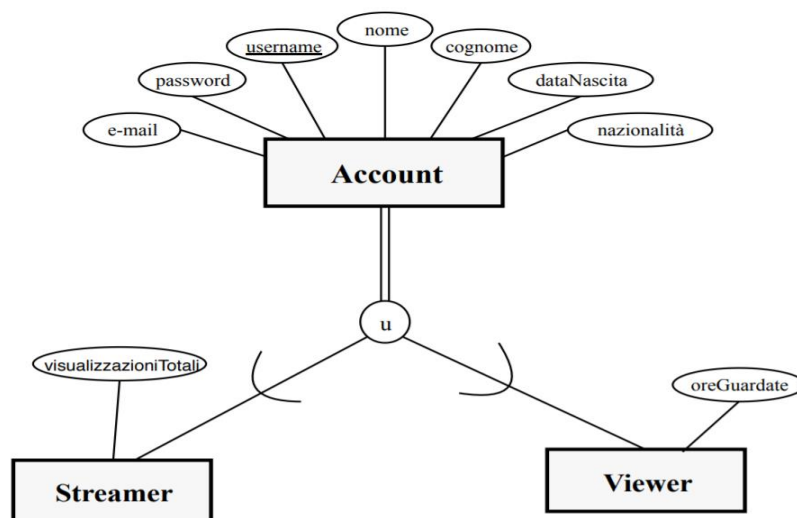 nome
username
cognome
password
dataNascita
e-mail
nazionalità
Account
u
visualizzazioniTotali
oreGuardate
Streamer
Viewer